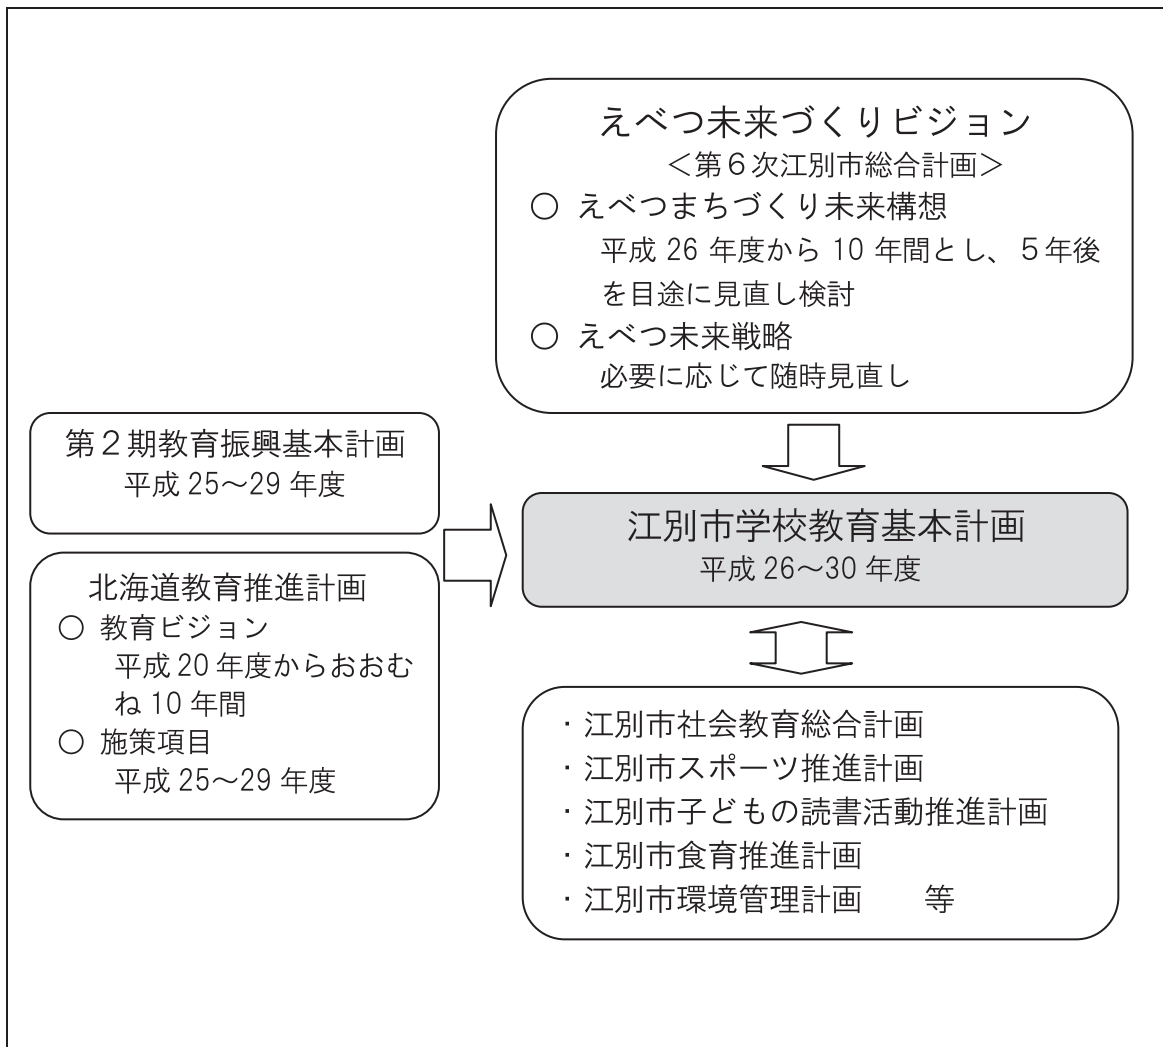 えべつ未来づくりビジョン
＜第６次江別市総合計画＞
○ えべつまちづくり未来構想
平成 26 年度から 10 年間とし、５年後
を目途に見直し検討
○ えべつ未来戦略
必要に応じて随時見直し
第２期教育振興基本計画
平成 25～29 年度
北海道教育推進計画
○ 教育ビジョン
平成 20 年度からおおむ
ね 10 年間
○ 施策項目
平成 25～29 年度
江別市学校教育基本計画
平成 26～30 年度
・江別市社会教育総合計画
・江別市スポーツ推進計画
・江別市子どもの読書活動推進計画
・江別市食育推進計画
・江別市環境管理計画　　等